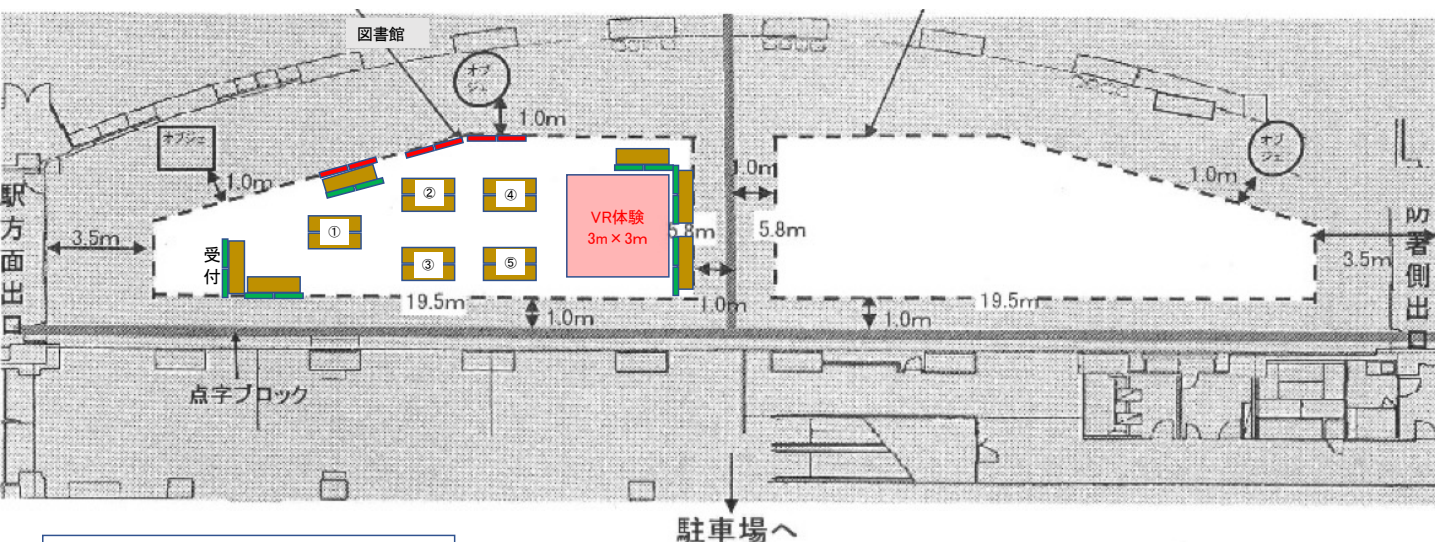 図書館
オブ
ジェ
1.0m
オブジェ
1.0m
1.0m
オブ
ジェ
1.0m
駅方面出口
3.5m
受付
①
②
③
④
⑤
VR体験
3m×3m
5.8m
5.8m
3.5m
署側出口
19.5m
1.0m
1.0m
19.5m
1.0m
点字ブロック
駐車場へ